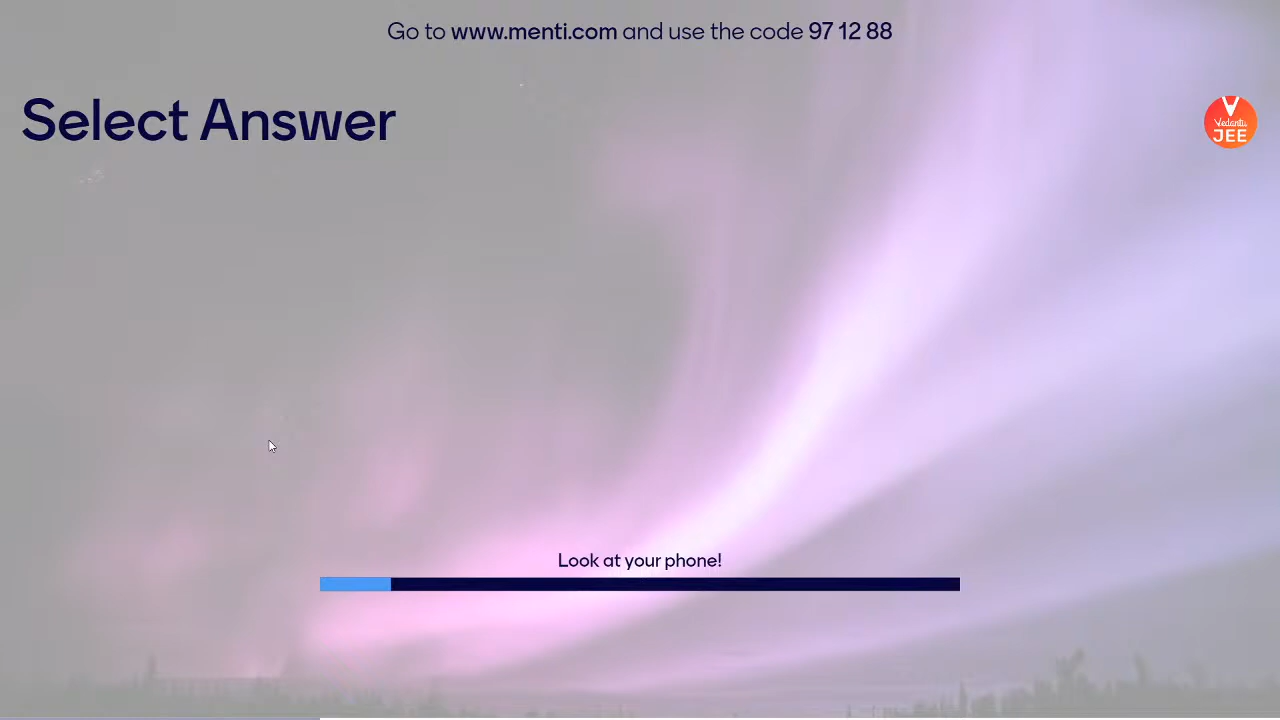 Go to www.menti.com and use the code 97 12 88
Select Answer
V
Vedantu
JEE
Look at your phone!